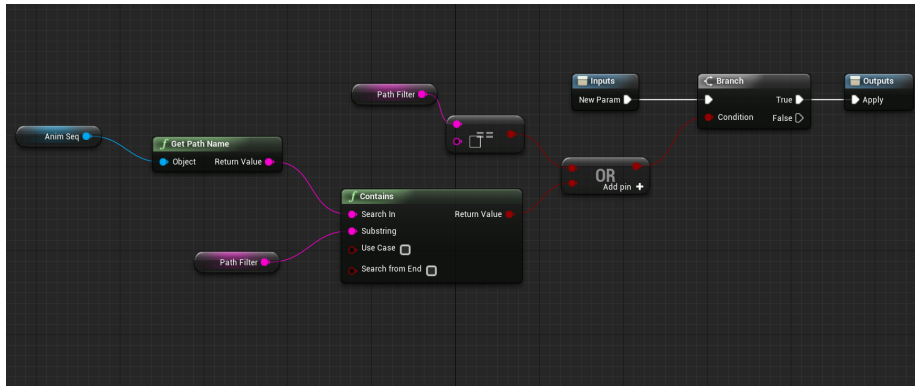 Inputs
New Param
Branch
True
Condition
False
Outputs
Apply
Path Filter
==
Anim Seq
Get Path Name
Object
Return Value
OR
Add pin +
Contains
Search In
Return Value
Substring
Use Case
Search from End
Path Filter